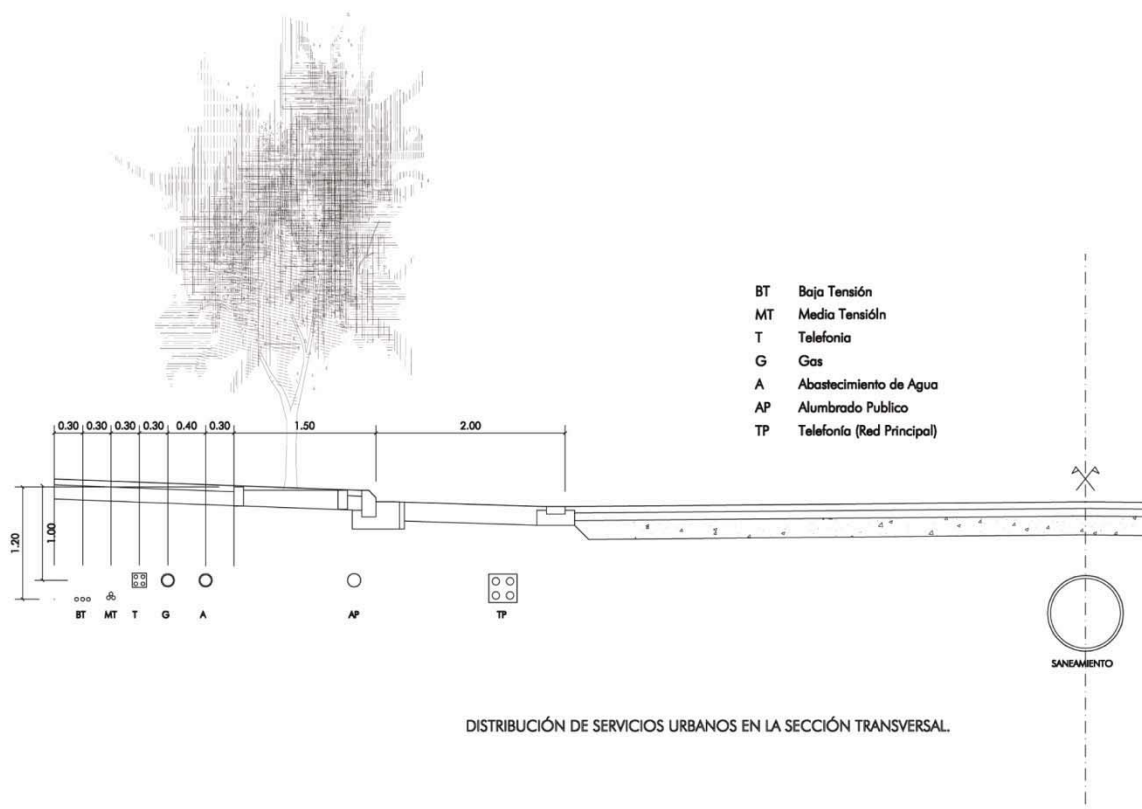 BT Baja Tensión
MT Media Tensióln
T Telefonia
G Gas
A Abastecimiento de Agua
AP Alumbrado Publico
TP Telefonía (Red Principal)
0.30 0.30 0.30 0.30 0.40 0.30 1.50 2.00
1.20
1.00
BT MT T G A AP TP
SANEAMIENTO
DISTRIBUCIÓN DE SERVICIOS URBANOS EN LA SECCIÓN TRANSVERSAL.